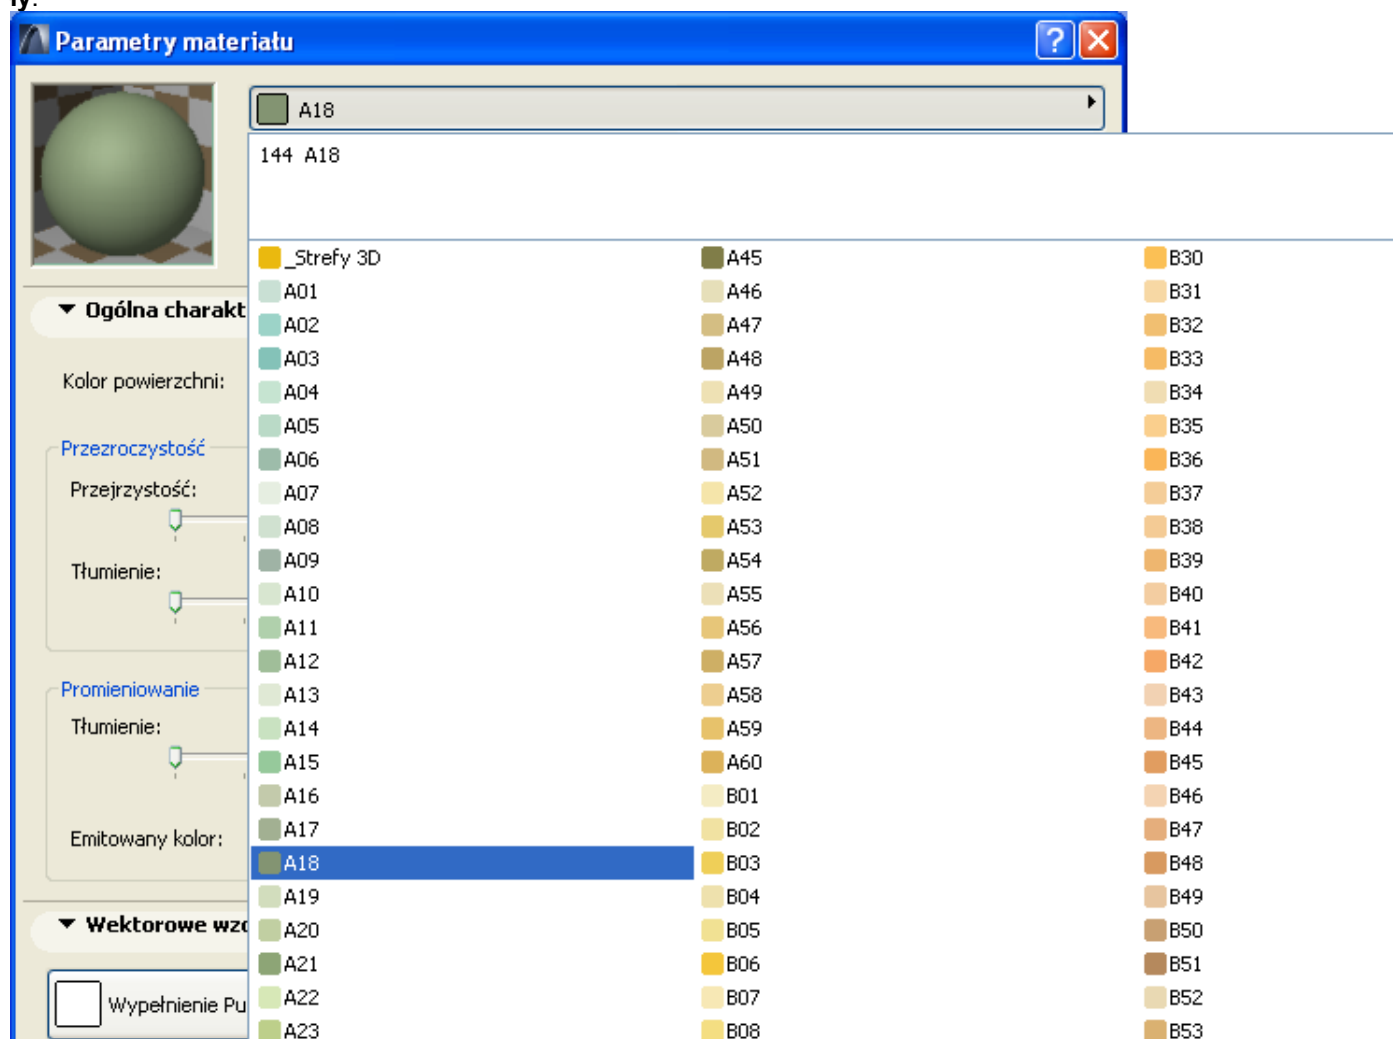 ły.
Parametry materiału
A18
144 A18
_Strefy 3D
A01
A02
A03
A04
A05
A06
A07
A08
A09
A10
A11
A12
A13
A14
A15
A16
A17
A18
A19
A20
A21
A22
A23
A45
A46
A47
A48
A49
A50
A51
A52
A53
A54
A55
A56
A57
A58
A59
A60
B01
B02
B03
B04
B05
B06
B07
B08
B30
B31
B32
B33
B34
B35
B36
B37
B38
B39
B40
B41
B42
B43
B44
B45
B46
B47
B48
B49
B50
B51
B52
B53
Ogólna charakt
Kolor powierzchni:
Przezroczystość
Przejrzystość:
Tłumienie:
Promieniowanie
Tłumienie:
Emitowany kolor:
Wektorowe wzo
Wypełnienie Pu